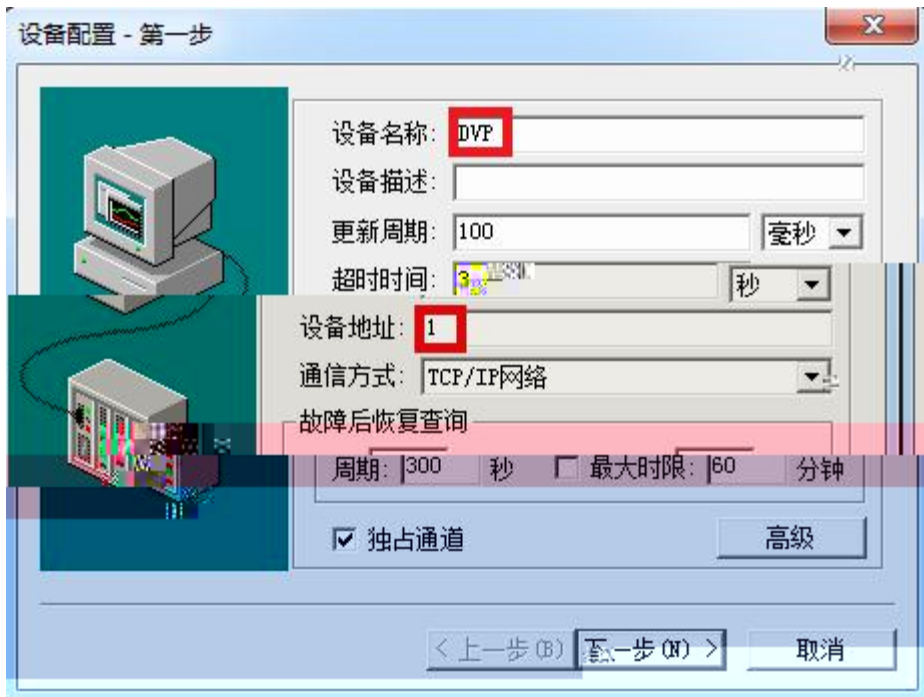 设备配置 - 第一步
设备名称: DVP
设备描述:
更新周期: 100 毫秒
超时时间: 3 秒
设备地址: 1
通信方式: TCP/IP网络
故障后恢复查询
周期: 300 秒 最大时限: 60 分钟
独占通道 高级
<上一步(B) 下一步(N)> 取消